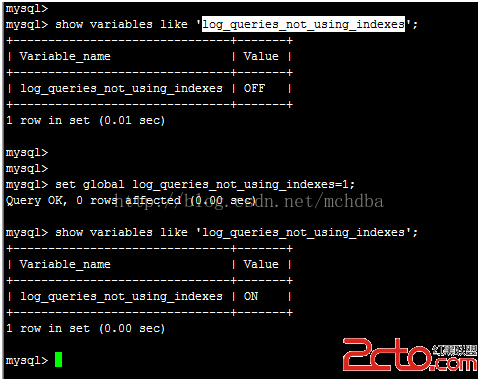 mysql>
mysql> show variables like 'log_queries_not_using_indexes';
+-------------------------------+-------+
| Variable_name                 | Value |
+-------------------------------+-------+
| log_queries_not_using_indexes | OFF   |
+-------------------------------+-------+
1 row in set (0.01 sec)
mysql>
mysql>
mysql> set global log_queries_not_using_indexes=1;
Query OK, 0 rows affected (0.00 sec)
http://blog.csdn.net/mchdba
mysql> show variables like 'log_queries_not_using_indexes';
+-------------------------------+-------+
| Variable_name                 | Value |
+-------------------------------+-------+
| log_queries_not_using_indexes | ON    |
+-------------------------------+-------+
1 row in set (0.00 sec)
mysql>
2cto.com
红黑联盟